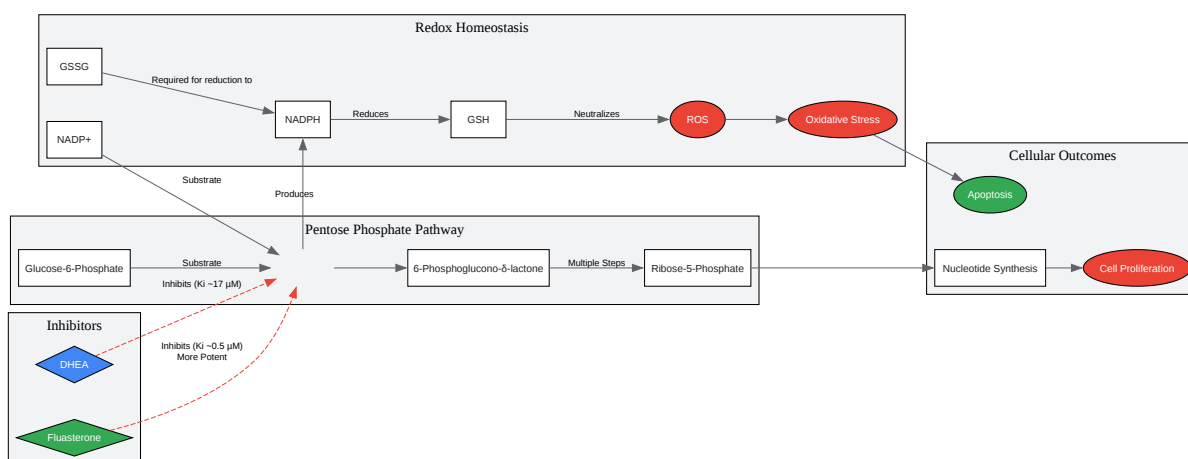 Redox Homeostasis
GSSG
Required for reduction to
NADPH
Reduces
GSH
Neutralizes
ROS
Oxidative Stress
NADP+
Substrate
Produces
Cellular Outcomes
Apoptosis
Nucleotide Synthesis
Cell Proliferation
Pentose Phosphate Pathway
Glucose-6-Phosphate
Substrate
6-Phosphoglucono-δ-lactone
Multiple Steps
Ribose-5-Phosphate
Inhibits (Ki ~17 µM)
Inhibitors
DHEA
Inhibits (Ki ~0.5 µM)
More Potent
Fluasterone